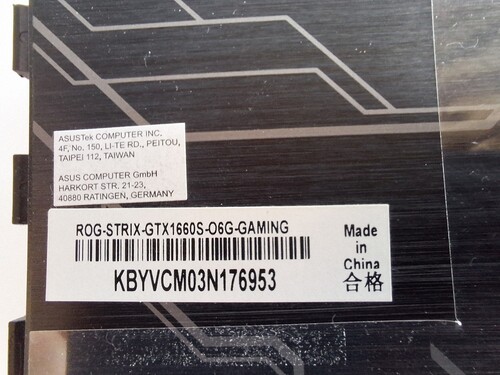 ASUSTek COMPUTER INC.
4F, No. 150, LI-TE RD., PEITOU,
TAIPEI 112, TAIWAN
ASUS COMPUTER GmbH
HARKORT STR. 21-23,
40880 RATINGEN, GERMANY
ROG-STRIX-GTX1660S-O6G-GAMING
KBYVCM03N176953
Made
in
China
合格